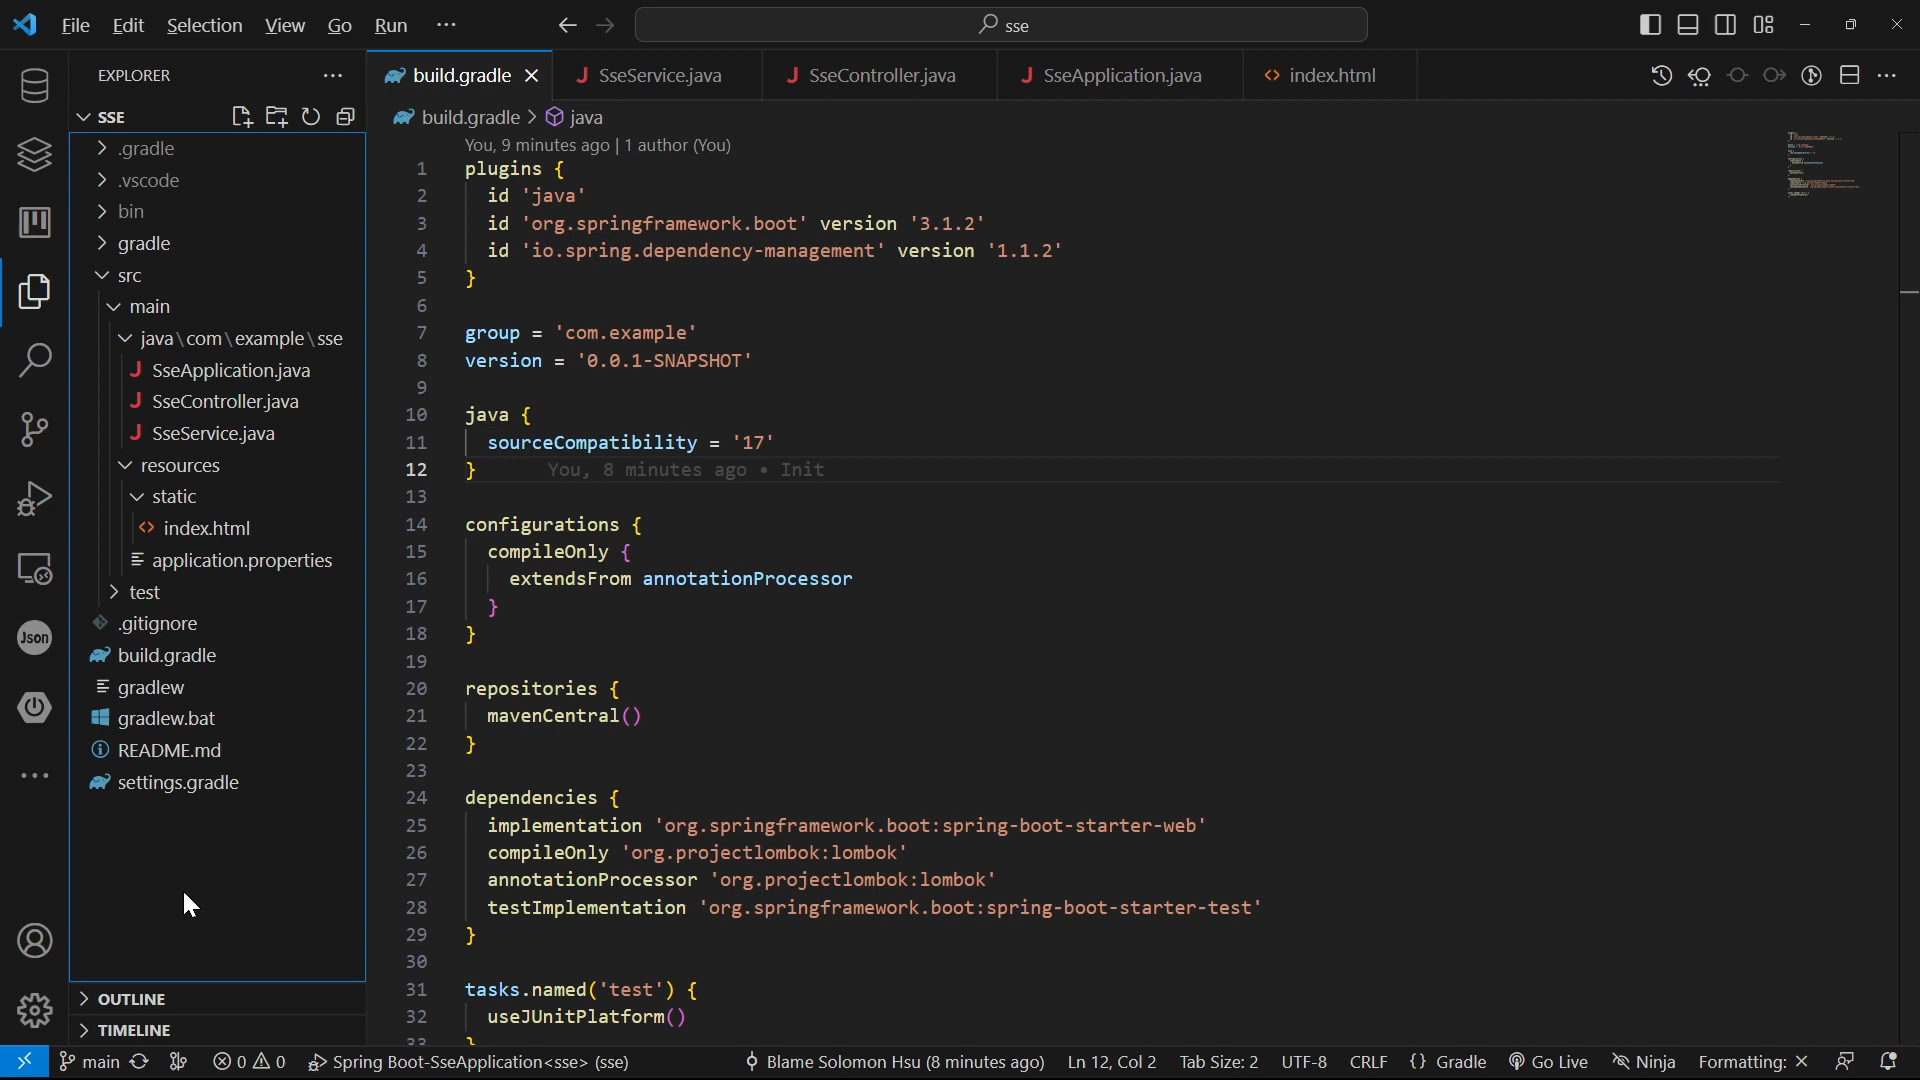 File Edit Selection View Go Run ···
sse
EXPLORER ···
build.gradle
SseService.java
SseController.java
SseApplication.java
index.html
SSE
build.gradle > java
.gradle
.vscode
bin
gradle
src
main
java\com\example\sse
SseApplication.java
SseController.java
SseService.java
resources
static
index.html
application.properties
test
.gitignore
build.gradle
gradlew
gradlew.bat
README.md
settings.gradle
OUTLINE
TIMELINE
Json
You, 9 minutes ago | 1 author (You)
1 plugins {
2 id 'java'
3 id 'org.springframework.boot' version '3.1.2'
4 id 'io.spring.dependency-management' version '1.1.2'
5 }
6
7 group = 'com.example'
8 version = '0.0.1-SNAPSHOT'
9
10 java {
11 sourceCompatibility = '17'
12 } You, 8 minutes ago • Init
13
14 configurations {
15 compileOnly {
16 extendsFrom annotationProcessor
17 }
18 }
19
20 repositories {
21 mavenCentral()
22 }
23
24 dependencies {
25 implementation 'org.springframework.boot:spring-boot-starter-web'
26 compileOnly 'org.projectlombok:lombok'
27 annotationProcessor 'org.projectlombok:lombok'
28 testImplementation 'org.springframework.boot:spring-boot-starter-test'
29 }
30
31 tasks.named('test') {
32 useJUnitPlatform()
33 }
main 0 0 Spring Boot-SseApplication<sse> (sse) Blame Solomon Hsu (8 minutes ago) Ln 12, Col 2 Tab Size: 2 UTF-8 CRLF {} Gradle Go Live Ninja Formatting: ×